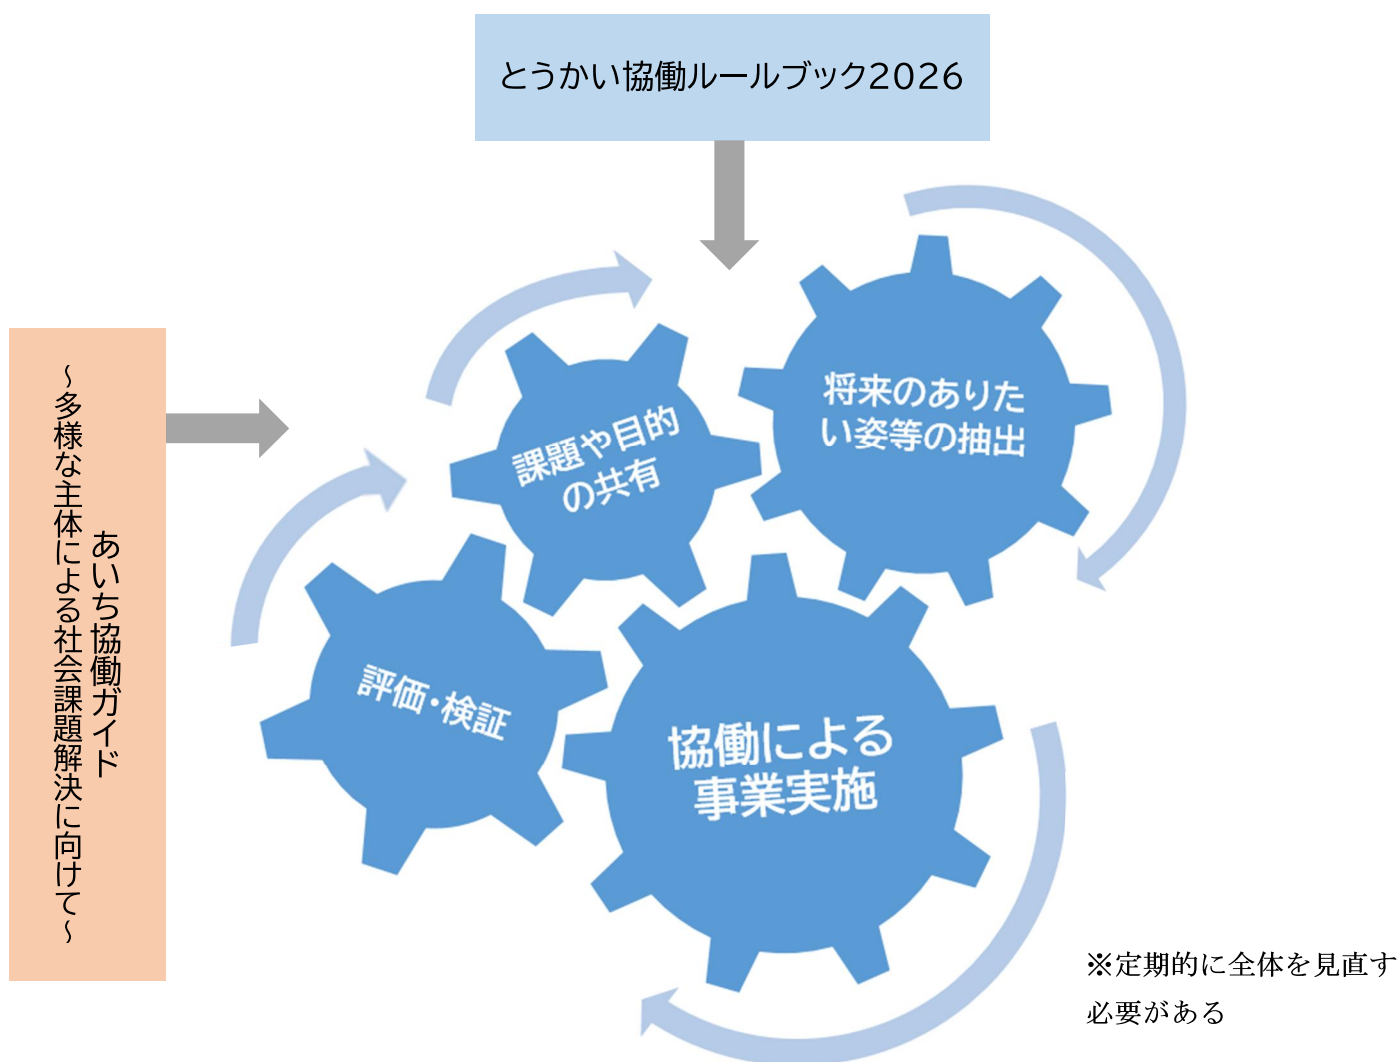 とうかい協働ルールブック2026
あいち協働ガイド
～多様な主体による社会課題解決に向けて～
課題や目的
の共有
将来のありた
い姿等の抽出
評価・検証
協働による
事業実施
※定期的に全体を見直す
必要がある